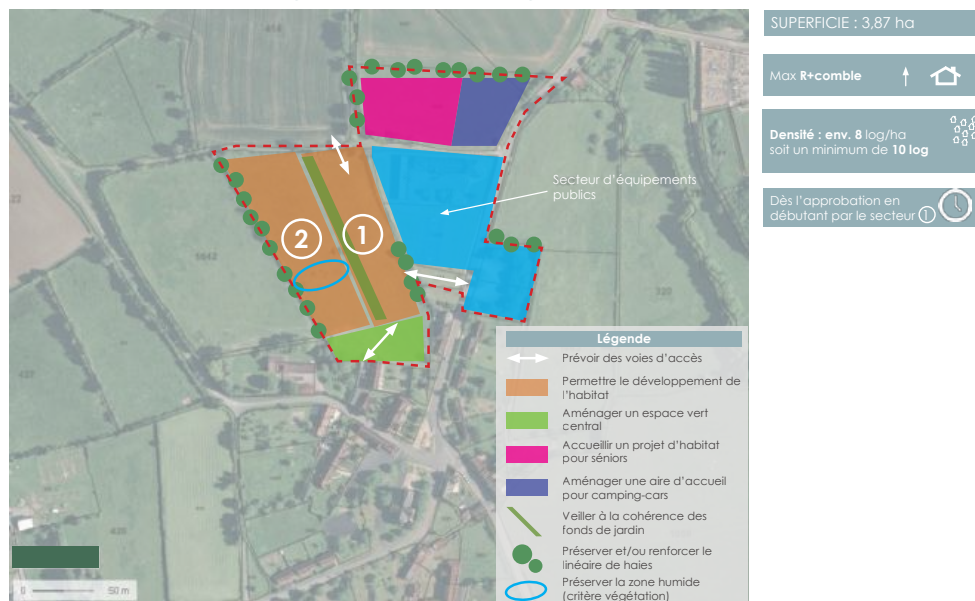 SUPERFICIE : 3,87 ha
Max R+comble
Densité : env. 8 log/ha
soit un minimum de 10 log
Dès l'approbation en
débutant par le secteur 1
Secteur d'équipements
publics
2
1
Légende
Prévoir des voies d'accès
Permettre le développement de
l'habitat
Aménager un espace vert
central
Accueillir un projet d'habitat
pour séniors
Aménager une aire d'accueil
pour camping-cars
Veiller à la cohérence des
fonds de jardin
Préserver et/ou renforcer le
linéaire de haies
Préserver la zone humide
(critère végétation)
0 50 m
320